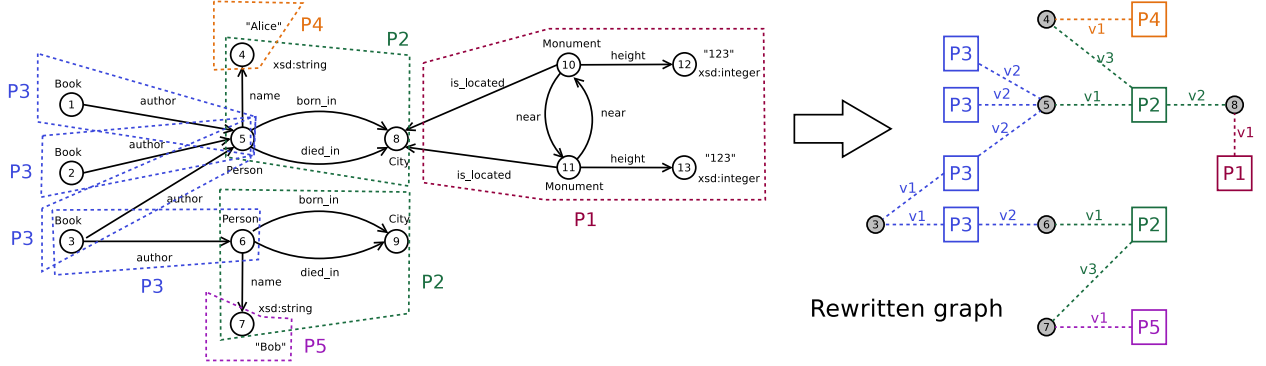 "Alice"
P4
4
xsd:string
P2
Monument
10
height
12
"123"
xsd:integer
P3
Book
1
author
name
born_in
is_located
near
near
5
Person
8
City
died_in
Book
2
author
P3
is_located
11
Monument
height
13
"123"
xsd:integer
P1
P3
Book
3
author
author
P3
Person
6
born_in
City
9
died_in
name
P2
xsd:string
7
"Bob"
P5
4
v1
P4
P3
v2
v3
P3
v2
5
v1
P2
v2
8
v2
v1
P3
P1
v1
3
v1
P3
v2
6
v1
P2
v3
Rewritten graph
7
v1
P5